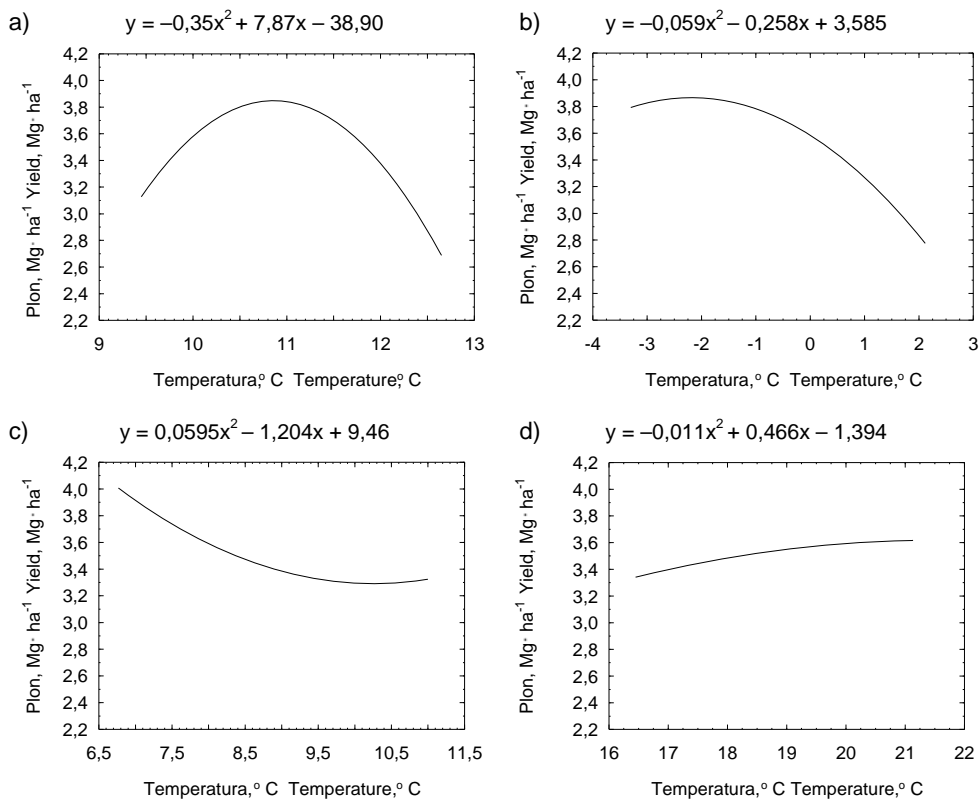 a)
y = –0,35x² + 7,87x – 38,90
4,2
4,0
3,8
3,6
3,4
3,2
3,0
2,8
2,6
2,4
2,2
Plon, Mg· ha⁻¹ Yield, Mg· ha⁻¹
9 10 11 12 13
Temperatura,° C Temperature,° C
b)
y = –0,059x² – 0,258x + 3,585
4,2
4,0
3,8
3,6
3,4
3,2
3,0
2,8
2,6
2,4
2,2
Plon, Mg· ha⁻¹ Yield, Mg· ha⁻¹
-4 -3 -2 -1 0 1 2 3
Temperatura,° C Temperature,° C
c)
y = 0,0595x² – 1,204x + 9,46
4,2
4,0
3,8
3,6
3,4
3,2
3,0
2,8
2,6
2,4
2,2
Plon, Mg· ha⁻¹ Yield, Mg· ha⁻¹
6,5 7,5 8,5 9,5 10,5 11,5
Temperatura,° C Temperature,° C
d)
y = –0,011x² + 0,466x – 1,394
4,2
4,0
3,8
3,6
3,4
3,2
3,0
2,8
2,6
2,4
2,2
Plon, Mg· ha⁻¹ Yield, Mg· ha⁻¹
16 17 18 19 20 21 22
Temperatura,° C Temperature,° C